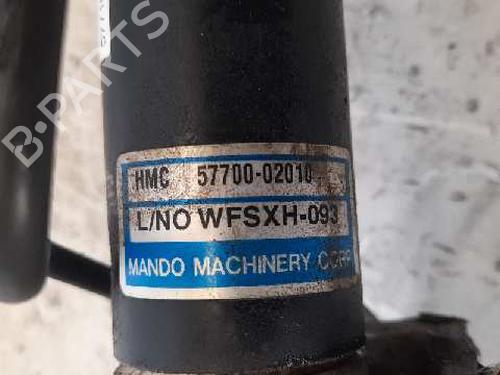 B-PARTS
HMC 57700-02010
L/NO WFSXH-093
MANDO MACHINERY CORP